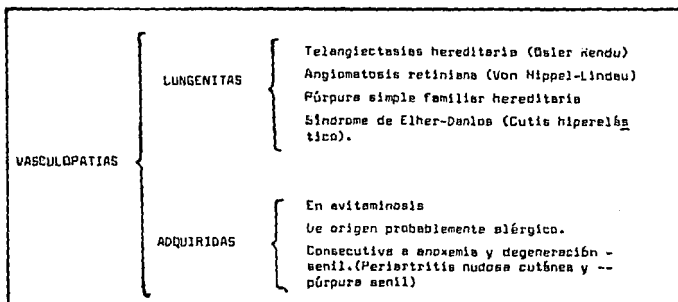 Telangiectasias hereditaria (Osler Rendu)
CONGENITAS
Angiomatosis retiniana (Von Hippel-Lindau)
Púrpura simple familiar hereditaria
Síndrome de Elher-Danlos (Cutis hiperelás
tico).
VASCULOPATIAS
En avitaminosis
De origen probablemente alérgico.
ADQUIRIDAS
Consecutiva a anoxemia y degeneración -
senil.(Periartritis nudosa cutánea y --
púrpura senil)